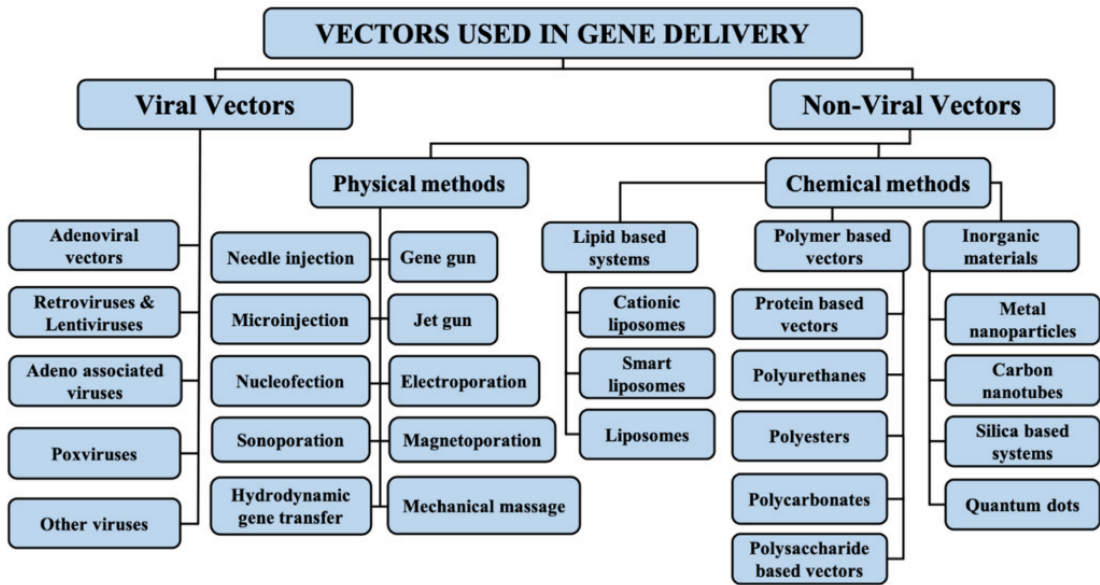 VECTORS USED IN GENE DELIVERY
Viral Vectors
Non-Viral Vectors
Physical methods
Chemical methods
Adenoviral
vectors
Retroviruses &
Lentiviruses
Adeno associated
viruses
Poxviruses
Other viruses
Needle injection
Microinjection
Nucleofection
Sonoporation
Hydrodynamic
gene transfer
Gene gun
Jet gun
Electroporation
Magnetoporation
Mechanical massage
Lipid based
systems
Cationic
liposomes
Smart
liposomes
Liposomes
Polymer based
vectors
Protein based
vectors
Polyurethanes
Polyesters
Polycarbonates
Polysaccharide
based vectors
Inorganic
materials
Metal
nanoparticles
Carbon
nanotubes
Silica based
systems
Quantum dots